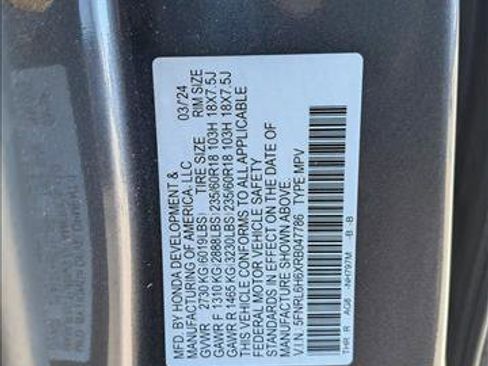 MFD. BY HONDA DEVELOPMENT & 03/24
MANUFACTURING OF AMERICA, LLC
GVWR 2730 KG(6019LBS) TIRE SIZE RIM SIZE
GAWR F 1310 KG(2888LBS) 235/60R18 103H 18X7.5J
GAWR R 1465 KG(3230LBS) 235/60R18 103H 18X7.5J
THIS VEHICLE CONFORMS TO ALL APPLICABLE
FEDERAL MOTOR VEHICLE SAFETY
STANDARDS IN EFFECT ON THE DATE OF
MANUFACTURE SHOWN ABOVE.
V.I.N. 5FNRL6H6XRB047786 TYPE:MPV
THR R AG6 -NH797M -B -B